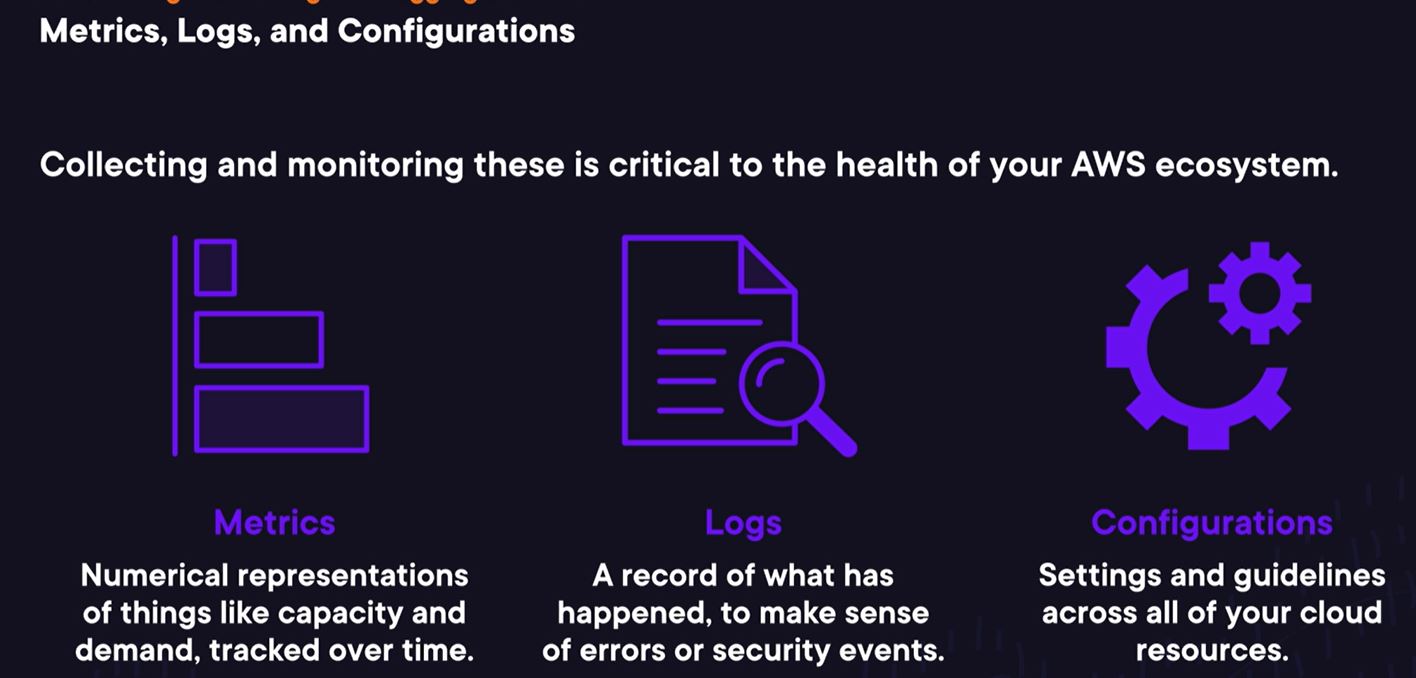 Metrics, Logs, and Configurations
Collecting and monitoring these is critical to the health of your AWS ecosystem.
Metrics
Numerical representations
of things like capacity and
demand, tracked over time.
Logs
A record of what has
happened, to make sense
of errors or security events.
Configurations
Settings and guidelines
across all of your cloud
resources.